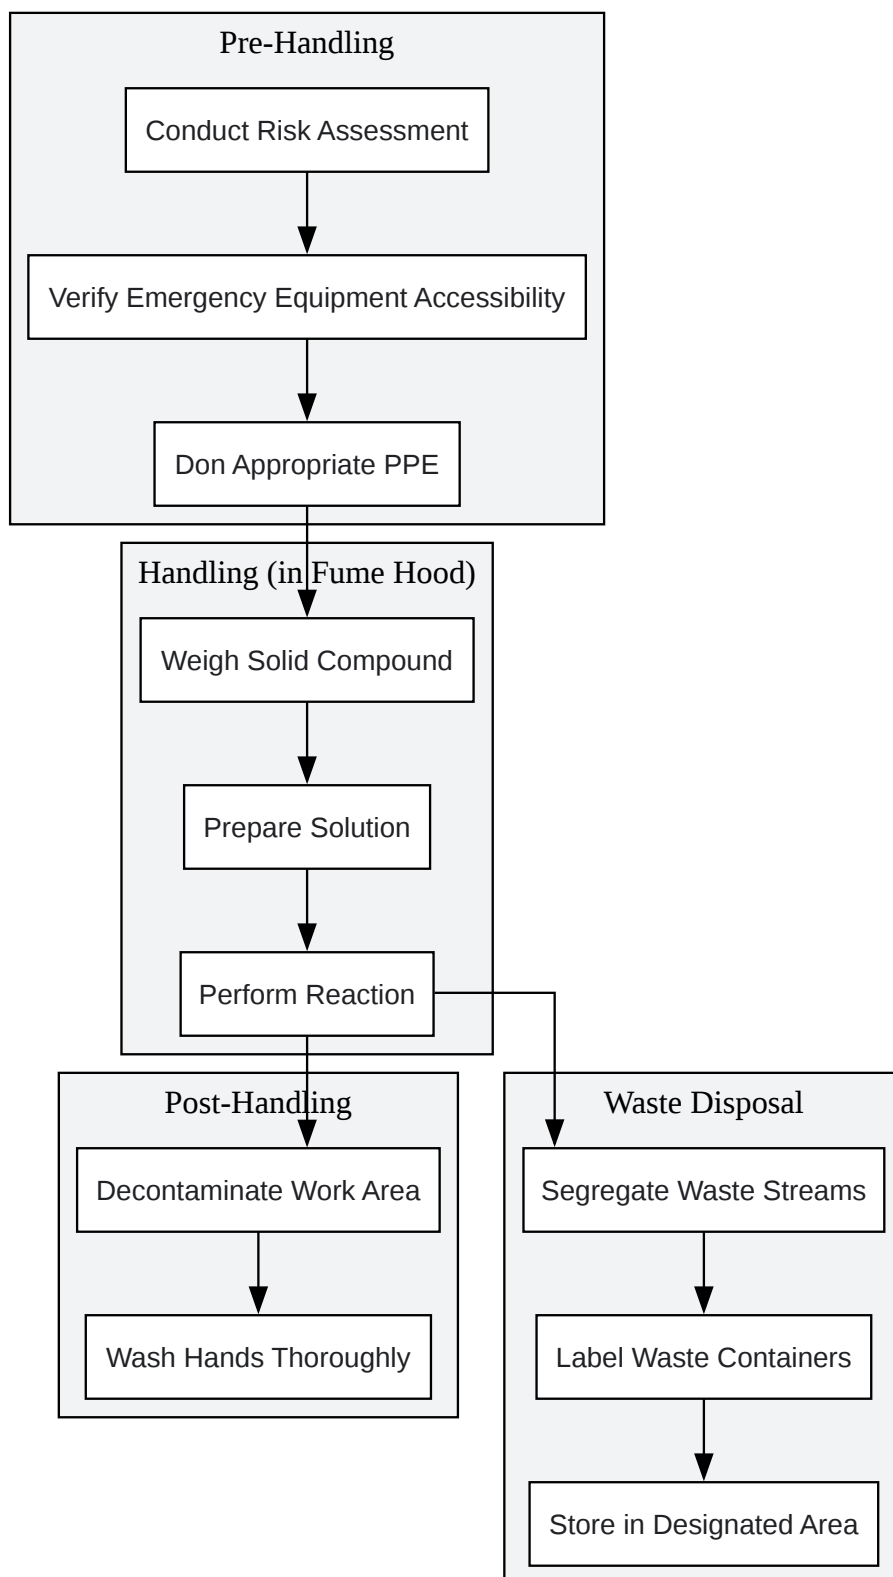 Pre-Handling
Conduct Risk Assessment
Verify Emergency Equipment Accessibility
Don Appropriate PPE
Handling (in Fume Hood)
Weigh Solid Compound
Prepare Solution
Perform Reaction
Post-Handling
Decontaminate Work Area
Wash Hands Thoroughly
Waste Disposal
Segregate Waste Streams
Label Waste Containers
Store in Designated Area